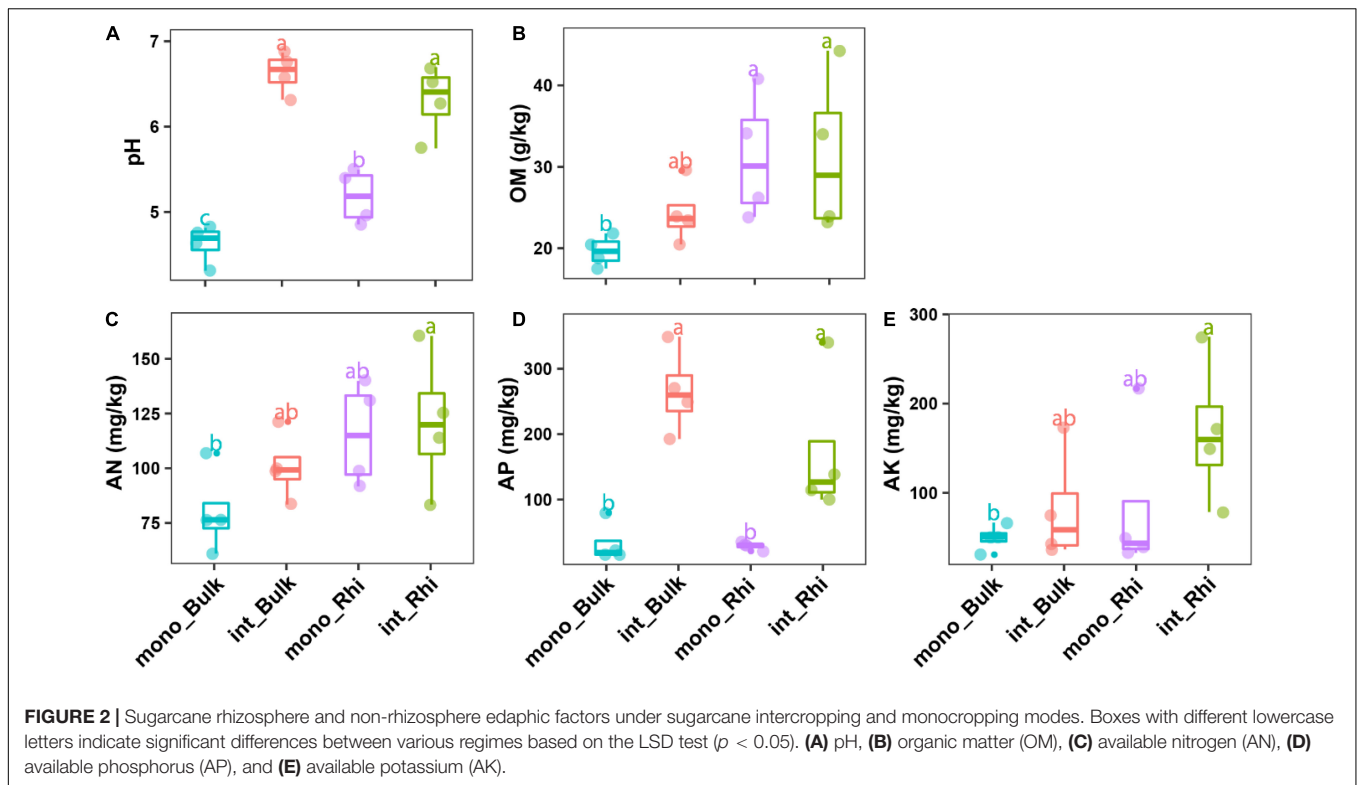 A
pH
7
6
5
c
a
b
a
B
OM (g/kg)
40
30
20
b
ab
a
a
C
AN (mg/kg)
150
125
100
75
b
ab
ab
a
mono_Bulk
int_Bulk
mono_Rhi
int_Rhi
D
AP (mg/kg)
300
200
100
b
a
b
a
mono_Bulk
int_Bulk
mono_Rhi
int_Rhi
E
AK (mg/kg)
300
200
100
b
ab
ab
a
mono_Bulk
int_Bulk
mono_Rhi
int_Rhi
FIGURE 2 | Sugarcane rhizosphere and non-rhizosphere edaphic factors under sugarcane intercropping and monocropping modes. Boxes with different lowercase
letters indicate significant differences between various regimes based on the LSD test (p < 0.05). (A) pH, (B) organic matter (OM), (C) available nitrogen (AN), (D)
available phosphorus (AP), and (E) available potassium (AK).